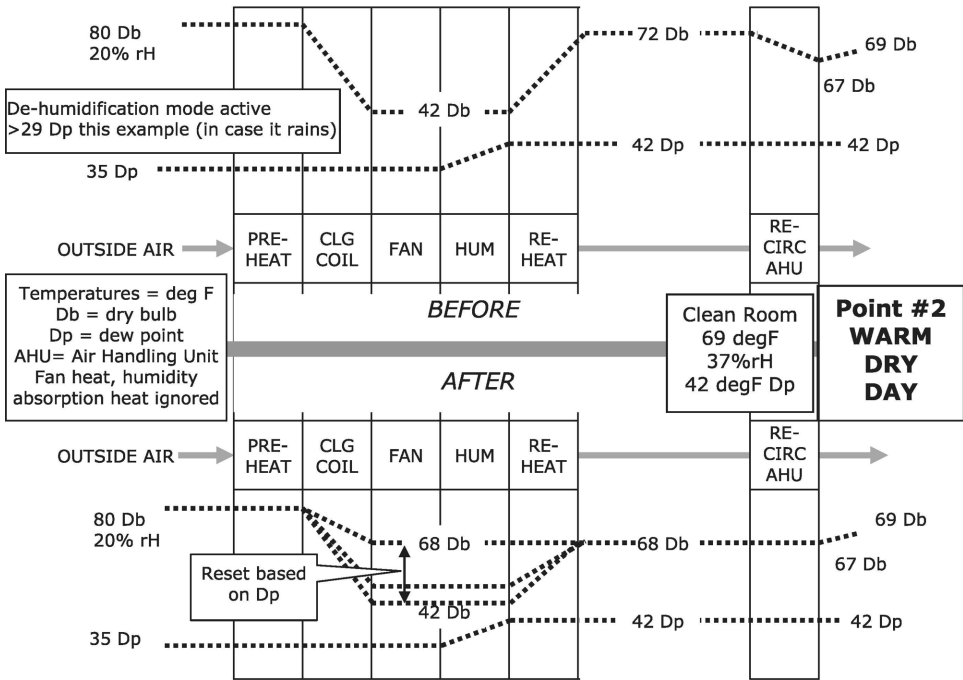 80 Db
20% rH
De-humidification mode active
>29 Dp this example (in case it rains)
35 Dp
42 Db
72 Db
69 Db
67 Db
42 Dp
42 Dp
OUTSIDE AIR
PRE-
HEAT
CLG
COIL
FAN
HUM
RE-
HEAT
RE-
CIRC
AHU
Temperatures = deg F
Db = dry bulb
Dp = dew point
AHU= Air Handling Unit
Fan heat, humidity
absorption heat ignored
BEFORE
AFTER
Clean Room
69 degF
37%rH
42 degF Dp
Point #2
WARM
DRY
DAY
OUTSIDE AIR
PRE-
HEAT
CLG
COIL
FAN
HUM
RE-
HEAT
RE-
CIRC
AHU
80 Db
20% rH
68 Db
68 Db
69 Db
67 Db
Reset based
on Dp
42 Db
35 Dp
42 Dp
42 Dp